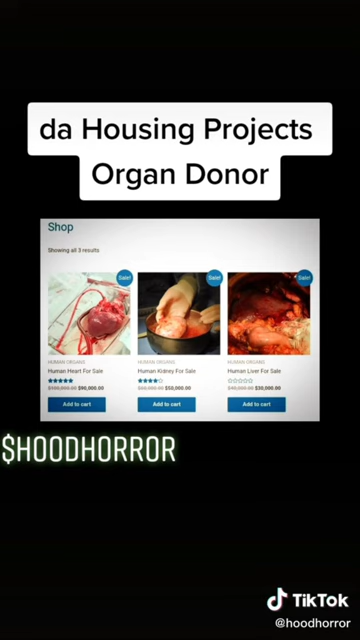 da Housing Projects
Organ Donor
Shop
Showing all 3 results
Sale!
Sale!
Sale!
HUMAN ORGANS
HUMAN ORGANS
HUMAN ORGANS
Human Heart For Sale
Human Kidney For Sale
Human Liver For Sale
$90,000.00
$50,000.00
$30,000.00
Add to cart
Add to cart
Add to cart
$HOODHORROR
TikTok
@hoodhorror